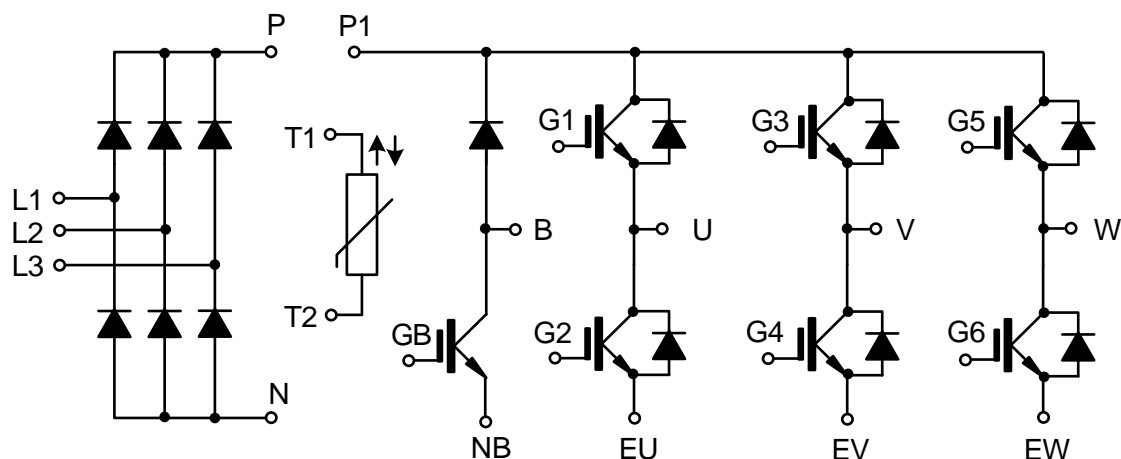 P P1
T1 G1 G3 G5
L1
L2 B U V W
L3
T2
GB G2 G4 G6
N
NB EU EV EW